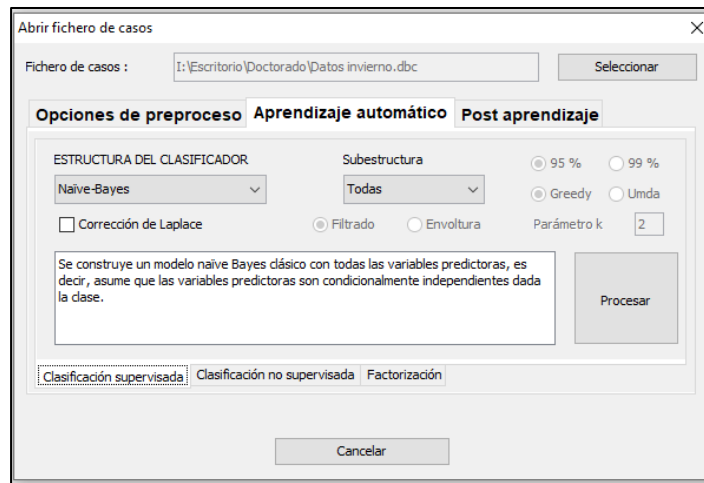 Abrir fichero de casos
Fichero de casos :
I:\Escritorio\Doctorado\Datos invierno.dbc
Seleccionar
Opciones de preproceso Aprendizaje automático Post aprendizaje
ESTRUCTURA DEL CLASIFICADOR
Subestructura
95 % 99 %
Naïve-Bayes
Todas
Greedy Umda
Corrección de Laplace
Filtrado Envoltura
Parámetro k 2
Se construye un modelo naïve Bayes clásico con todas las variables predictoras, es
decir, asume que las variables predictoras son condicionalmente independientes dada
la clase.
Procesar
Clasificación supervisada Clasificación no supervisada Factorización
Cancelar